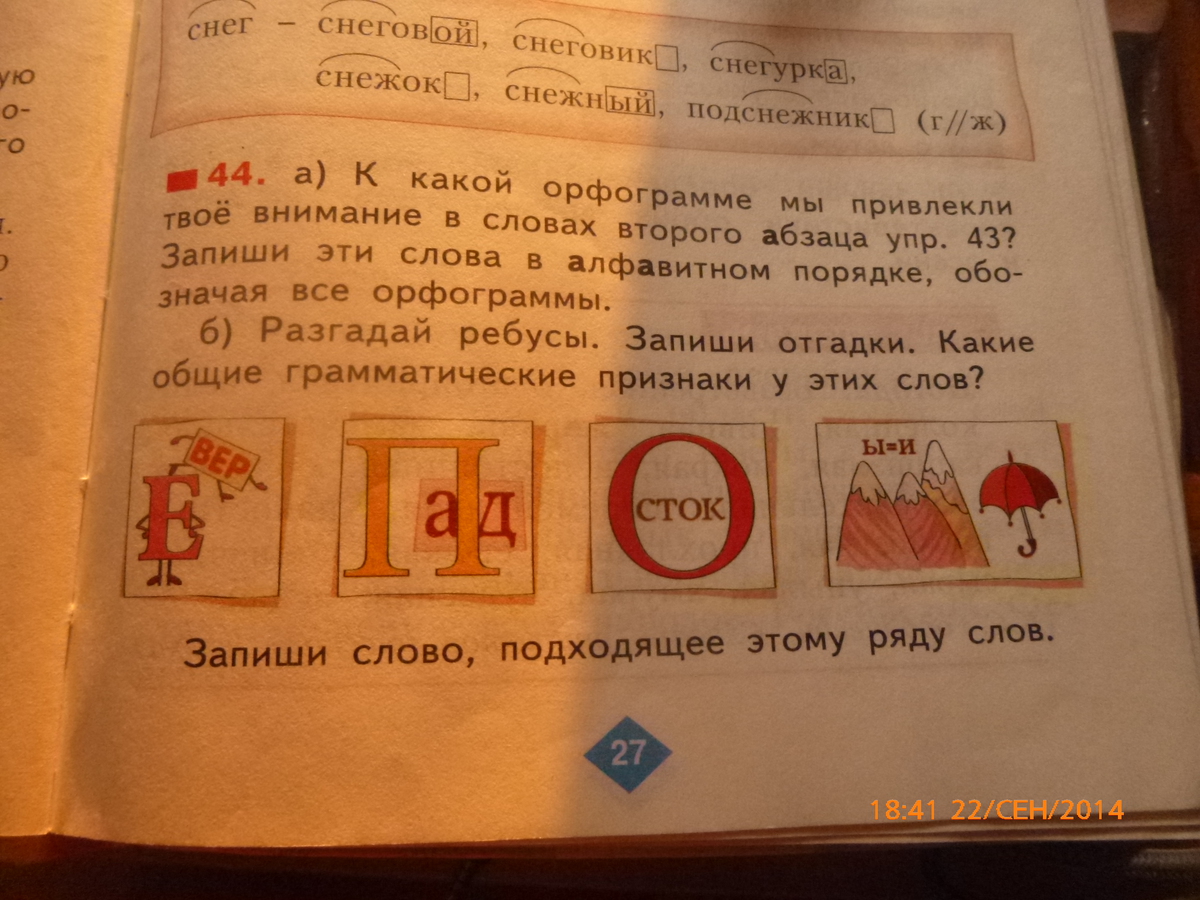 ую
о-
го
снег – снеговой, снеговик, снегурка,
снежок, снежный, подснежник (г//ж)
44. а) К какой орфограмме мы привлекли
твоё внимание в словах второго абзаца упр. 43?
Запиши эти слова в алфавитном порядке, обо-
значая все орфограммы.
б) Разгадай ребусы. Запиши отгадки. Какие
общие грамматические признаки у этих слов?
Е ВЕР
П ад
О сток
ы=и
Запиши слово, подходящее этому ряду слов.
27
18:41 22/СЕН/2014